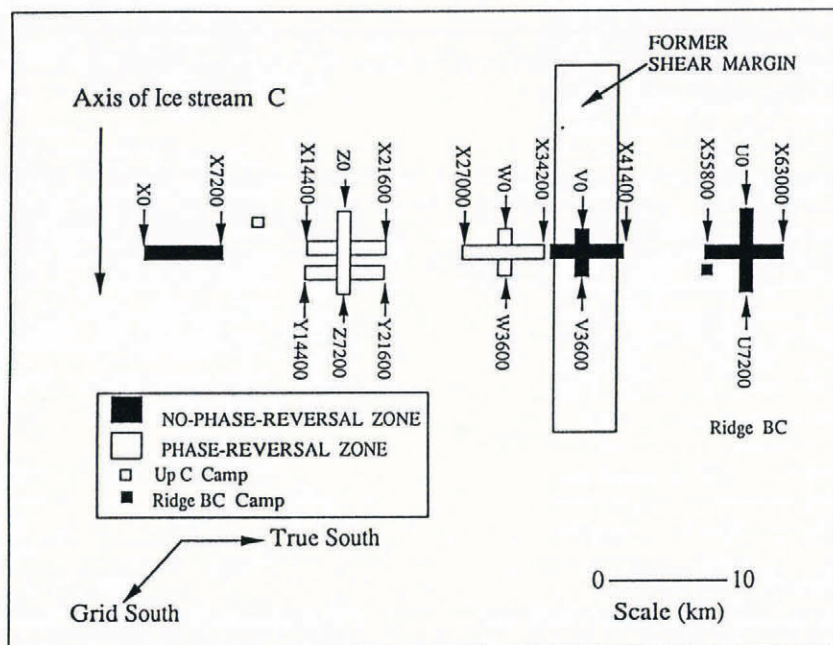 FORMER
SHEAR MARGIN
Axis of Ice stream C
X0
X7200
X14400
Z0
X21600
X27000
W0
X34200
V0
X41400
X55800
U0
X63000
Y14400
Z7200
Y21600
W3600
V3600
U7200
Ridge BC
NO-PHASE-REVERSAL ZONE
PHASE-REVERSAL ZONE
Up C Camp
Ridge BC Camp
True South
Grid South
0 10
Scale (km)